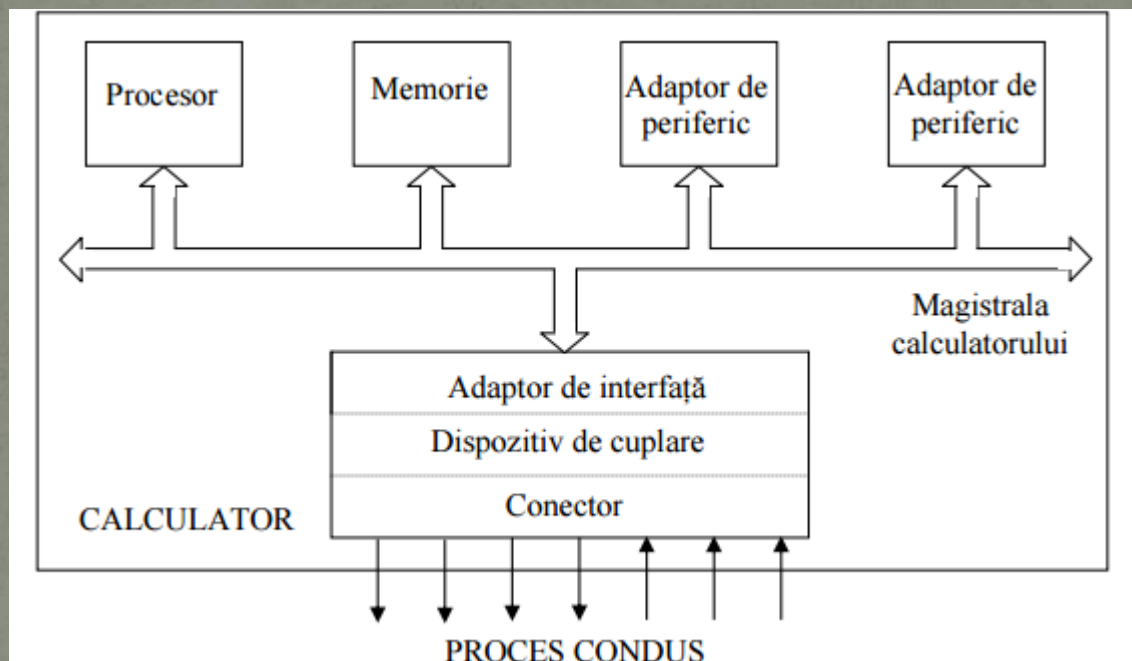 Procesor
Memorie
Adaptor de
periferic
Adaptor de
periferic
Magistrala
calculatorului
Adaptor de interfață
Dispozitiv de cuplare
Conector
CALCULATOR
PROCES CONDUS